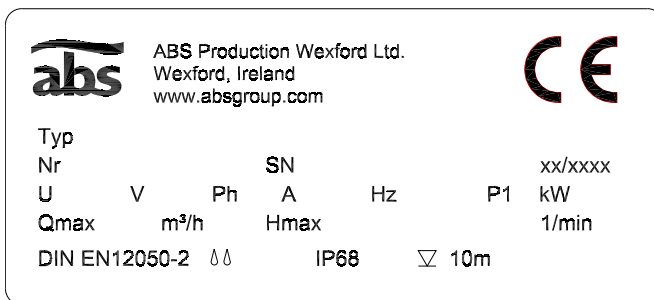 abs
ABS Production Wexford Ltd.
Wexford, Ireland
www.absgroup.com
CE
Typ
Nr SN xx/xxxx
U V Ph A Hz P1 kW
Qmax m³/h Hmax 1/min
DIN EN12050-2 IP68 10m